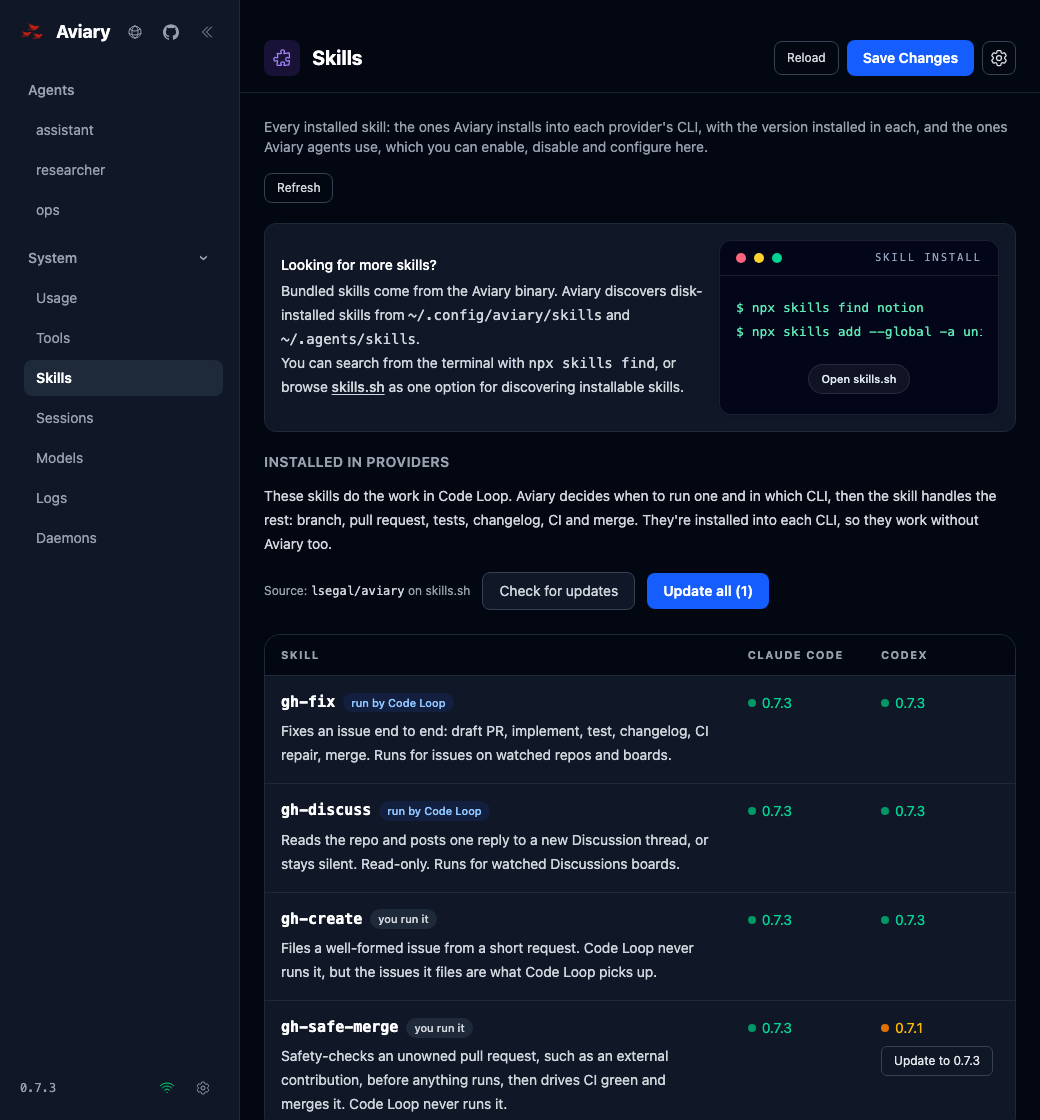 Aviary
Agents
assistant
researcher
ops
System
Usage
Tools
Skills
Sessions
Models
Logs
Daemons
0.7.3
Skills
Reload
Save Changes
Every installed skill: the ones Aviary installs into each provider's CLI, with the version installed in each, and the ones
Aviary agents use, which you can enable, disable and configure here.
Refresh
Looking for more skills?
Bundled skills come from the Aviary binary. Aviary discovers disk-
installed skills from ~/.config/aviary/skills and
~/.agents/skills.
You can search from the terminal with npx skills find, or
browse skills.sh as one option for discovering installable skills.
SKILL INSTALL
$ npx skills find notion
$ npx skills add --global -a uni
Open skills.sh
INSTALLED IN PROVIDERS
These skills do the work in Code Loop. Aviary decides when to run one and in which CLI, then the skill handles the
rest: branch, pull request, tests, changelog, CI and merge. They're installed into each CLI, so they work without
Aviary too.
Source: lsegal/aviary on skills.sh
Check for updates
Update all (1)
SKILL CLAUDE CODE CODEX
gh-fix run by Code Loop 0.7.3 0.7.3
Fixes an issue end to end: draft PR, implement, test, changelog, CI
repair, merge. Runs for issues on watched repos and boards.
gh-discuss run by Code Loop 0.7.3 0.7.3
Reads the repo and posts one reply to a new Discussion thread, or
stays silent. Read-only. Runs for watched Discussions boards.
gh-create you run it 0.7.3 0.7.3
Files a well-formed issue from a short request. Code Loop never
runs it, but the issues it files are what Code Loop picks up.
gh-safe-merge you run it 0.7.3 0.7.1
Safety-checks an unowned pull request, such as an external
contribution, before anything runs, then drives CI green and
merges it. Code Loop never runs it.
Update to 0.7.3